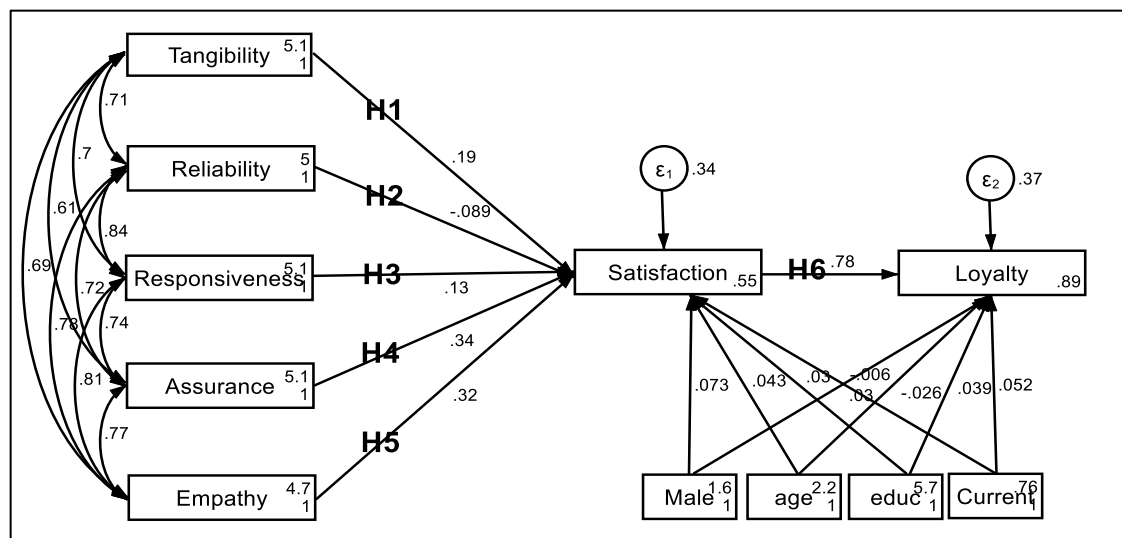 Tangibility 5.1
1
H1
.71
.19
Reliability 5
1
H2
-.089
.7
.61
.84
.69
Responsiveness 5.1
1
H3
.13
.72
.78
.74
Assurance 5.1
1
H4
.34
.81
.77
H5
.32
Empathy 4.7
1
ε1 .34
ε2 .37
Satisfaction .55
H6 .78
Loyalty .89
.073
.043
.03
-.006
.03
-.026
.039
.052
Male 1.6
1
age 2.2
1
educ 5.7
1
Current .76
1